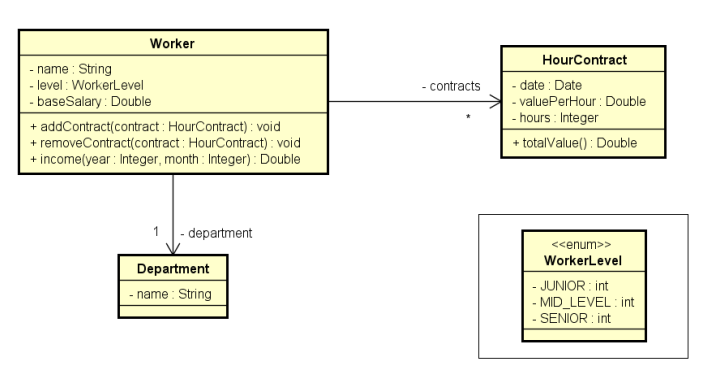 Worker
- name : String
- level : WorkerLevel
- baseSalary : Double
+ addContract(contract : HourContract) : void
+ removeContract(contract : HourContract) : void
+ income(year : Integer, month : Integer) : Double
- contracts
*
HourContract
- date : Date
- valuePerHour : Double
- hours : Integer
+ totalValue() : Double
1
- department
Department
- name : String
<<enum>>
WorkerLevel
- JUNIOR : int
- MID_LEVEL : int
- SENIOR : int